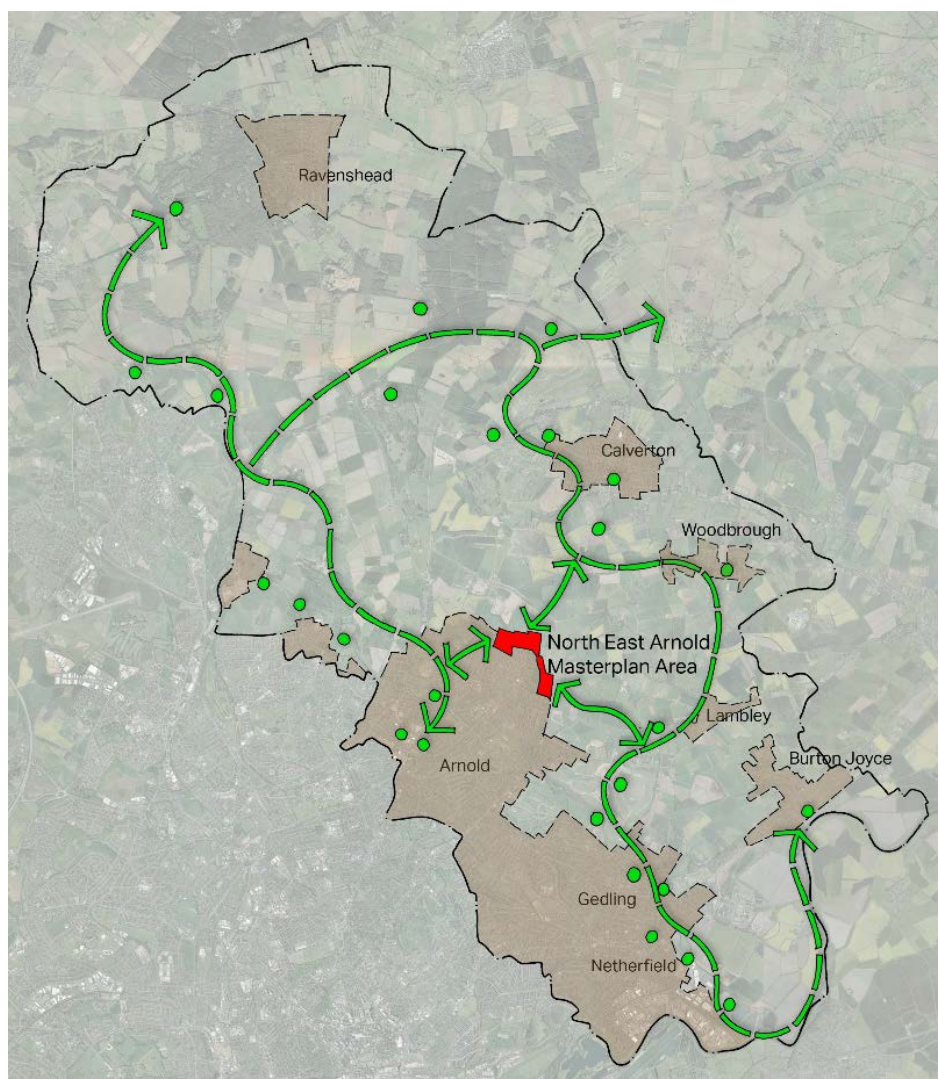 Ravenshead
Calverton
Woodbrough
North East Arnold
Masterplan Area
Lambley
Burton Joyce
Arnold
Gedling
Netherfield